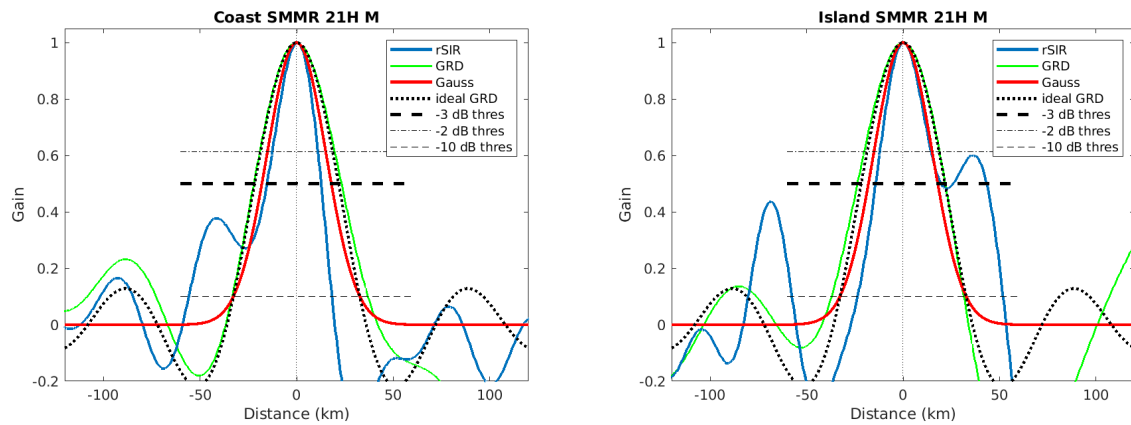 Coast SMMR 21H M
rSIR
GRD
Gauss
ideal GRD
-3 dB thres
-2 dB thres
-10 dB thres
1
0.8
0.6
0.4
0.2
0
-0.2
Gain
-100
-50
0
50
100
Distance (km)
Island SMMR 21H M
rSIR
GRD
Gauss
ideal GRD
-3 dB thres
-2 dB thres
-10 dB thres
1
0.8
0.6
0.4
0.2
0
-0.2
Gain
-100
-50
0
50
100
Distance (km)